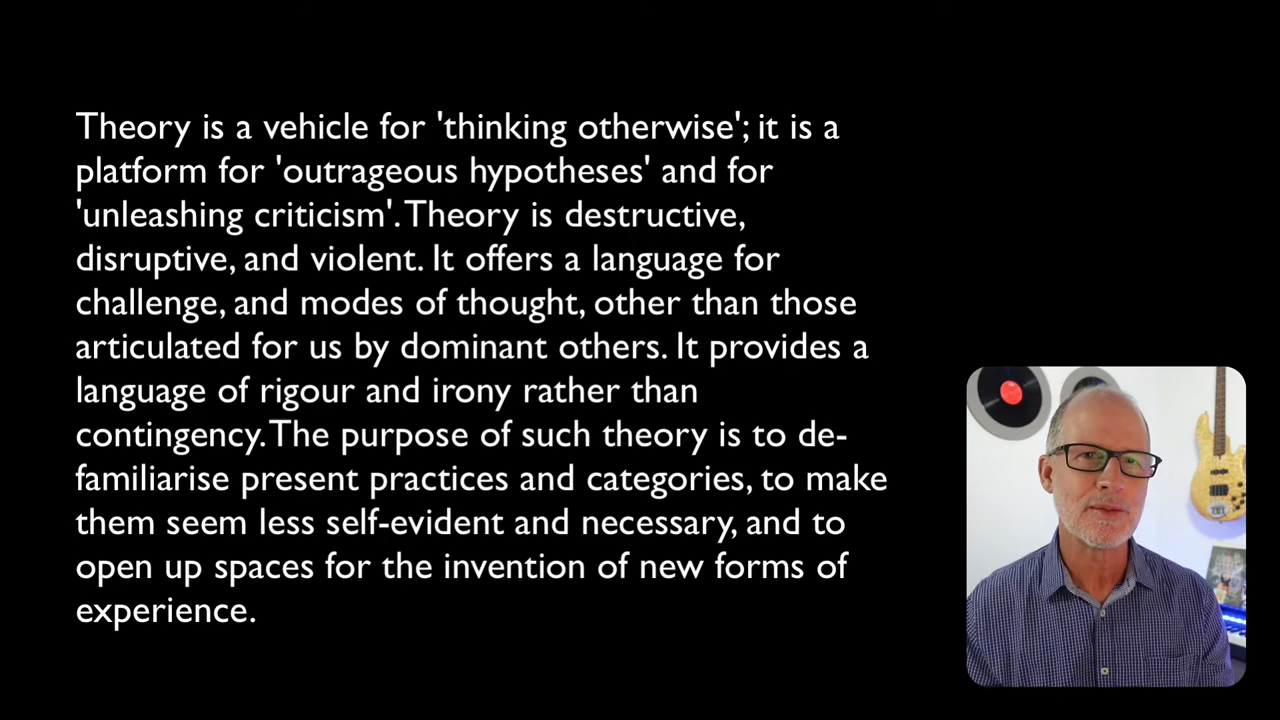 Theory is a vehicle for 'thinking otherwise'; it is a
platform for 'outrageous hypotheses' and for
'unleashing criticism'. Theory is destructive,
disruptive, and violent. It offers a language for
challenge, and modes of thought, other than those
articulated for us by dominant others. It provides a
language of rigour and irony rather than
contingency. The purpose of such theory is to de-
familiarise present practices and categories, to make
them seem less self-evident and necessary, and to
open up spaces for the invention of new forms of
experience.